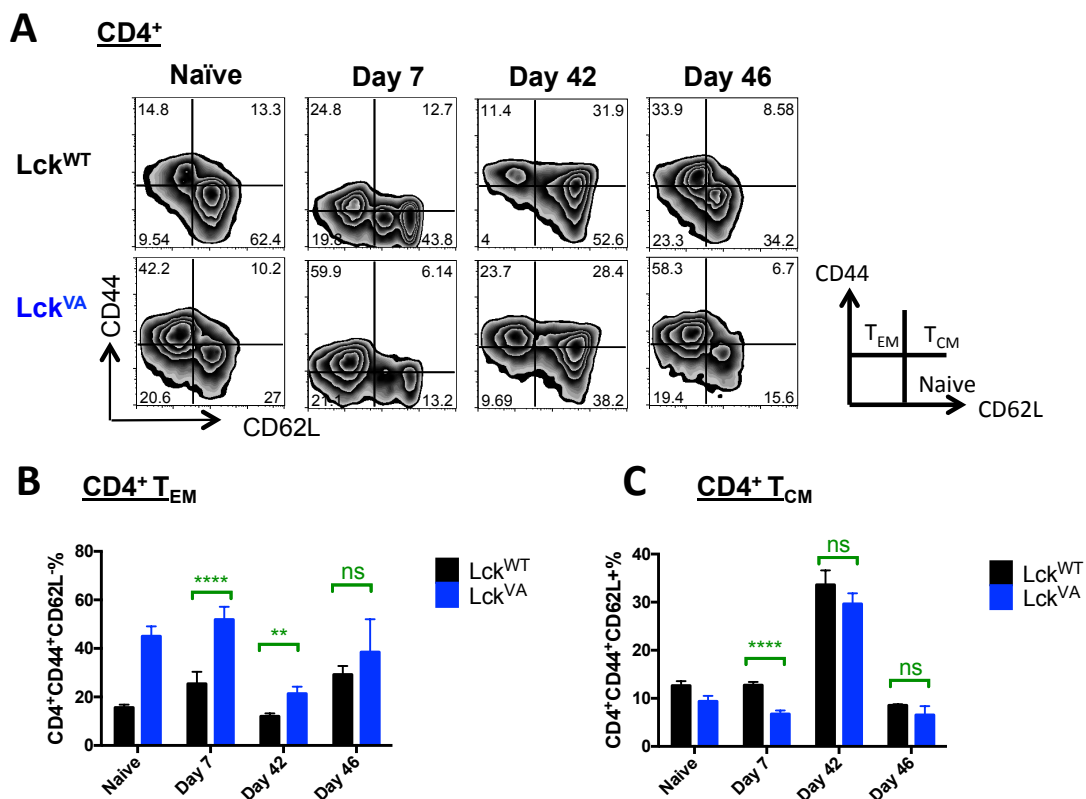 A
CD4+
Naïve Day 7 Day 42 Day 46
LckWT
14.8 13.3 24.8 12.7 11.4 31.9 33.9 8.58
9.54 62.4 19.8 43.8 4 52.6 23.3 34.2
LckVA
42.2 10.2 59.9 6.14 23.7 28.4 58.3 6.7
20.6 27 21.1 13.2 9.69 38.2 19.4 15.6
CD44
CD62L
CD44
TEM TCM
Naive
CD62L
B CD4+ TEM
CD4+CD44+CD62L-%
80
60
40
20
0
**** ** ns
Naive Day 7 Day 42 Day 46
LckWT
LckVA
C CD4+ TCM
CD4+CD44+CD62L+%
40
30
20
10
0
**** ns ns
Naive Day 7 Day 42 Day 46
LckWT
LckVA